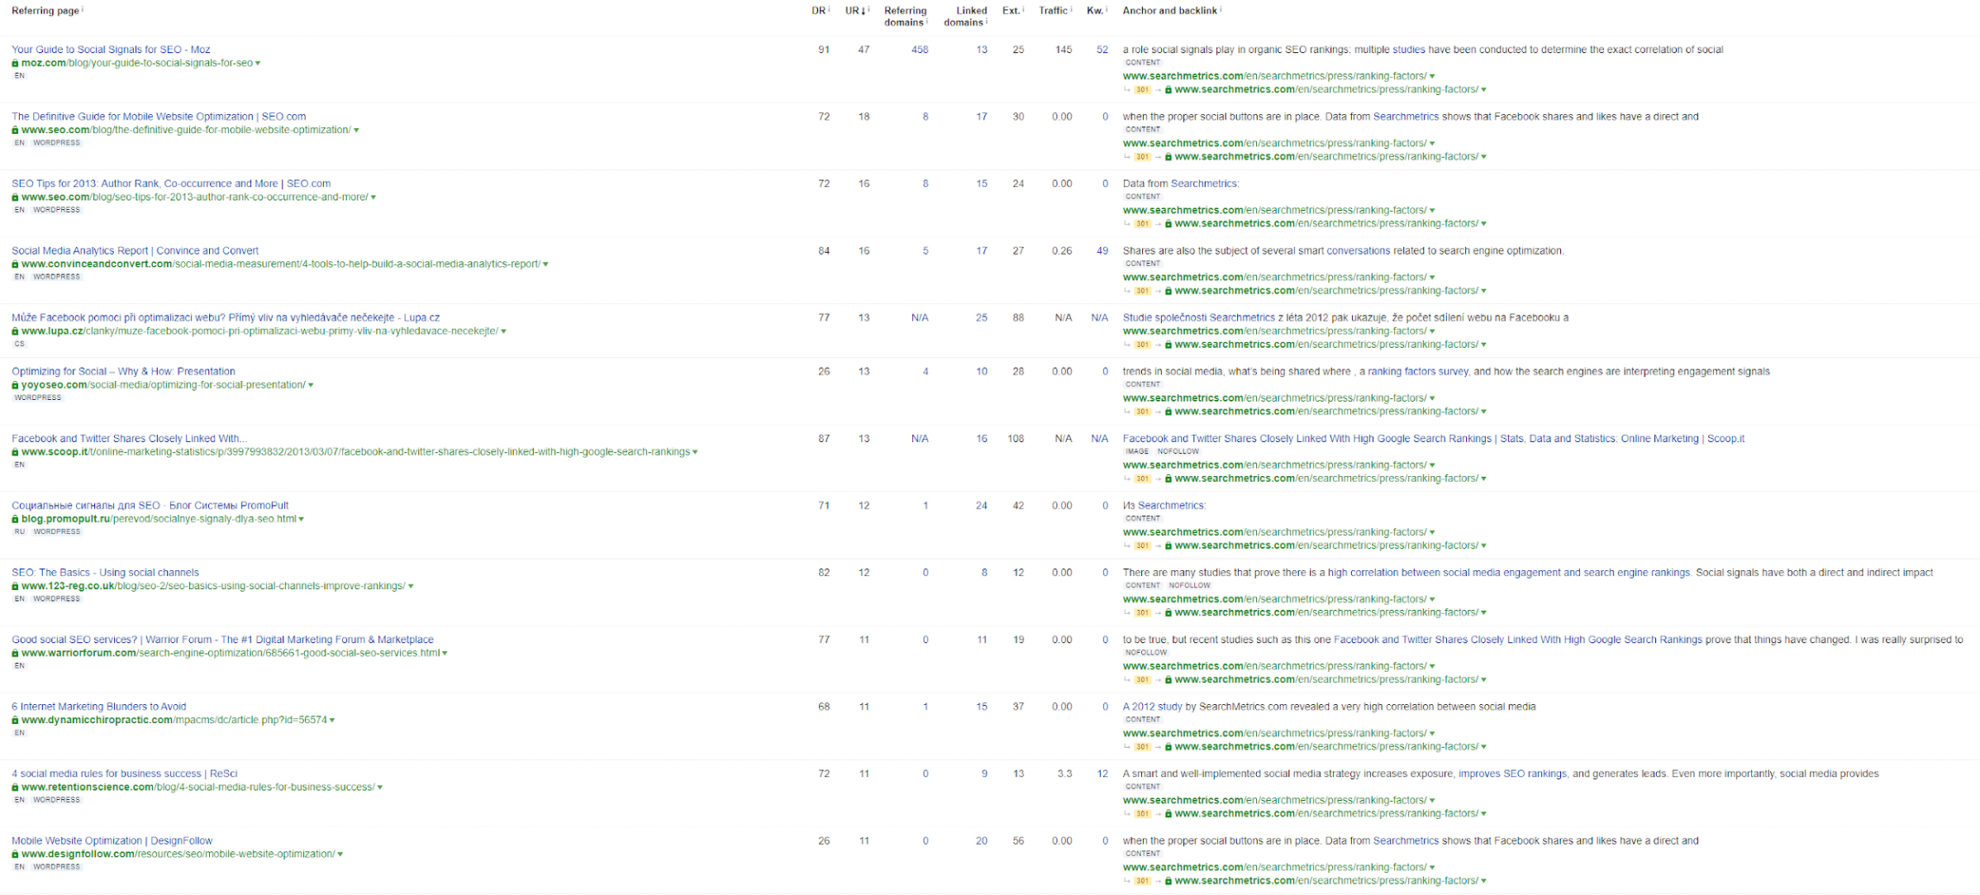 Referring page DR UR Referring domains Linked domains Ext. Traffic Kw. Anchor and backlink
Your Guide to Social Signals for SEO - Moz 91 47 458 13 25 145 52 a role social signals play in organic SEO rankings: multiple studies have been conducted to determine the exact correlation of social
moz.com/blog/your-guide-to-social-signals-for-seo CONTENT
EN www.searchmetrics.com/en/searchmetrics/press/ranking-factors/
301 www.searchmetrics.com/en/searchmetrics/press/ranking-factors/
The Definitive Guide for Mobile Website Optimization | SEO.com 72 18 8 17 30 0.00 0 when the proper social buttons are in place. Data from Searchmetrics shows that Facebook shares and likes have a direct and
www.seo.com/blog/the-definitive-guide-for-mobile-website-optimization/ CONTENT
EN WORDPRESS www.searchmetrics.com/en/searchmetrics/press/ranking-factors/
301 www.searchmetrics.com/en/searchmetrics/press/ranking-factors/
SEO Tips for 2013: Author Rank, Co-occurrence and More | SEO.com 72 16 8 15 24 0.00 0 Data from Searchmetrics:
www.seo.com/blog/seo-tips-for-2013-author-rank-co-occurrence-and-more/ CONTENT
EN WORDPRESS www.searchmetrics.com/en/searchmetrics/press/ranking-factors/
301 www.searchmetrics.com/en/searchmetrics/press/ranking-factors/
Social Media Analytics Report | Convince and Convert 84 16 5 17 27 0.26 49 Shares are also the subject of several smart conversations related to search engine optimization.
www.convinceandconvert.com/social-media-measurement/4-tools-to-help-build-a-social-media-analytics-report/ CONTENT
EN WORDPRESS www.searchmetrics.com/en/searchmetrics/press/ranking-factors/
301 www.searchmetrics.com/en/searchmetrics/press/ranking-factors/
Může Facebook pomoci při optimalizaci webu? Přímý vliv na vyhledávače nečekejte - Lupa.cz 77 13 N/A 25 88 N/A N/A Studie společnosti Searchmetrics z léta 2012 pak ukazuje, že počet sdílení webu na Facebooku a
www.lupa.cz/clanky/muze-facebook-pomoci-pri-optimalizaci-webu-primy-vliv-na-vyhledavace-necekejte/ www.searchmetrics.com/en/searchmetrics/press/ranking-factors/
CS 301 www.searchmetrics.com/en/searchmetrics/press/ranking-factors/
Optimizing for Social – Why & How: Presentation 26 13 4 10 28 0.00 0 trends in social media, what's being shared where , a ranking factors survey, and how the search engines are interpreting engagement signals
yoyoseo.com/social-media/optimizing-for-social-presentation/ CONTENT
WORDPRESS www.searchmetrics.com/en/searchmetrics/press/ranking-factors/
301 www.searchmetrics.com/en/searchmetrics/press/ranking-factors/
Facebook and Twitter Shares Closely Linked With... 87 13 N/A 16 108 N/A N/A Facebook and Twitter Shares Closely Linked With High Google Search Rankings | Stats, Data and Statistics: Online Marketing | Scoop.it
www.scoop.it/t/online-marketing-statistics/p/3997993832/2013/03/07/facebook-and-twitter-shares-closely-linked-with-high-google-search-rankings IMAGE NOFOLLOW
EN www.searchmetrics.com/en/searchmetrics/press/ranking-factors/
301 www.searchmetrics.com/en/searchmetrics/press/ranking-factors/
Социальные сигналы для SEO - Блог Системы PromoPult 71 12 1 24 42 0.00 0 Из Searchmetrics:
blog.promopult.ru/perevod/socialnye-signaly-dlya-seo.html CONTENT
RU WORDPRESS www.searchmetrics.com/en/searchmetrics/press/ranking-factors/
301 www.searchmetrics.com/en/searchmetrics/press/ranking-factors/
SEO: The Basics - Using social channels 82 12 0 8 12 0.00 0 There are many studies that prove there is a high correlation between social media engagement and search engine rankings. Social signals have both a direct and indirect impact
www.123-reg.co.uk/blog/seo-2/seo-basics-using-social-channels-improve-rankings/ CONTENT NOFOLLOW
EN WORDPRESS www.searchmetrics.com/en/searchmetrics/press/ranking-factors/
301 www.searchmetrics.com/en/searchmetrics/press/ranking-factors/
Good social SEO services? | Warrior Forum - The #1 Digital Marketing Forum & Marketplace 77 11 0 11 19 0.00 0 to be true, but recent studies such as this one Facebook and Twitter Shares Closely Linked With High Google Search Rankings prove that things have changed. I was really surprised to
www.warriorforum.com/search-engine-optimization/685661-good-social-seo-services.html NOFOLLOW
EN www.searchmetrics.com/en/searchmetrics/press/ranking-factors/
301 www.searchmetrics.com/en/searchmetrics/press/ranking-factors/
6 Internet Marketing Blunders to Avoid 68 11 1 15 37 0.00 0 A 2012 study by SearchMetrics.com revealed a very high correlation between social media
www.dynamicchiropractic.com/mpacms/dc/article.php?id=56574 CONTENT
EN www.searchmetrics.com/en/searchmetrics/press/ranking-factors/
301 www.searchmetrics.com/en/searchmetrics/press/ranking-factors/
4 social media rules for business success | ReSci 72 11 0 9 13 3.3 12 A smart and well-implemented social media strategy increases exposure, improves SEO rankings, and generates leads. Even more importantly, social media provides
www.retentionscience.com/blog/4-social-media-rules-for-business-success/ CONTENT
EN WORDPRESS www.searchmetrics.com/en/searchmetrics/press/ranking-factors/
301 www.searchmetrics.com/en/searchmetrics/press/ranking-factors/
Mobile Website Optimization | DesignFollow 26 11 0 20 56 0.00 0 when the proper social buttons are in place. Data from Searchmetrics shows that Facebook shares and likes have a direct and
www.designfollow.com/resources/seo/mobile-website-optimization/ CONTENT
EN WORDPRESS www.searchmetrics.com/en/searchmetrics/press/ranking-factors/
301 www.searchmetrics.com/en/searchmetrics/press/ranking-factors/